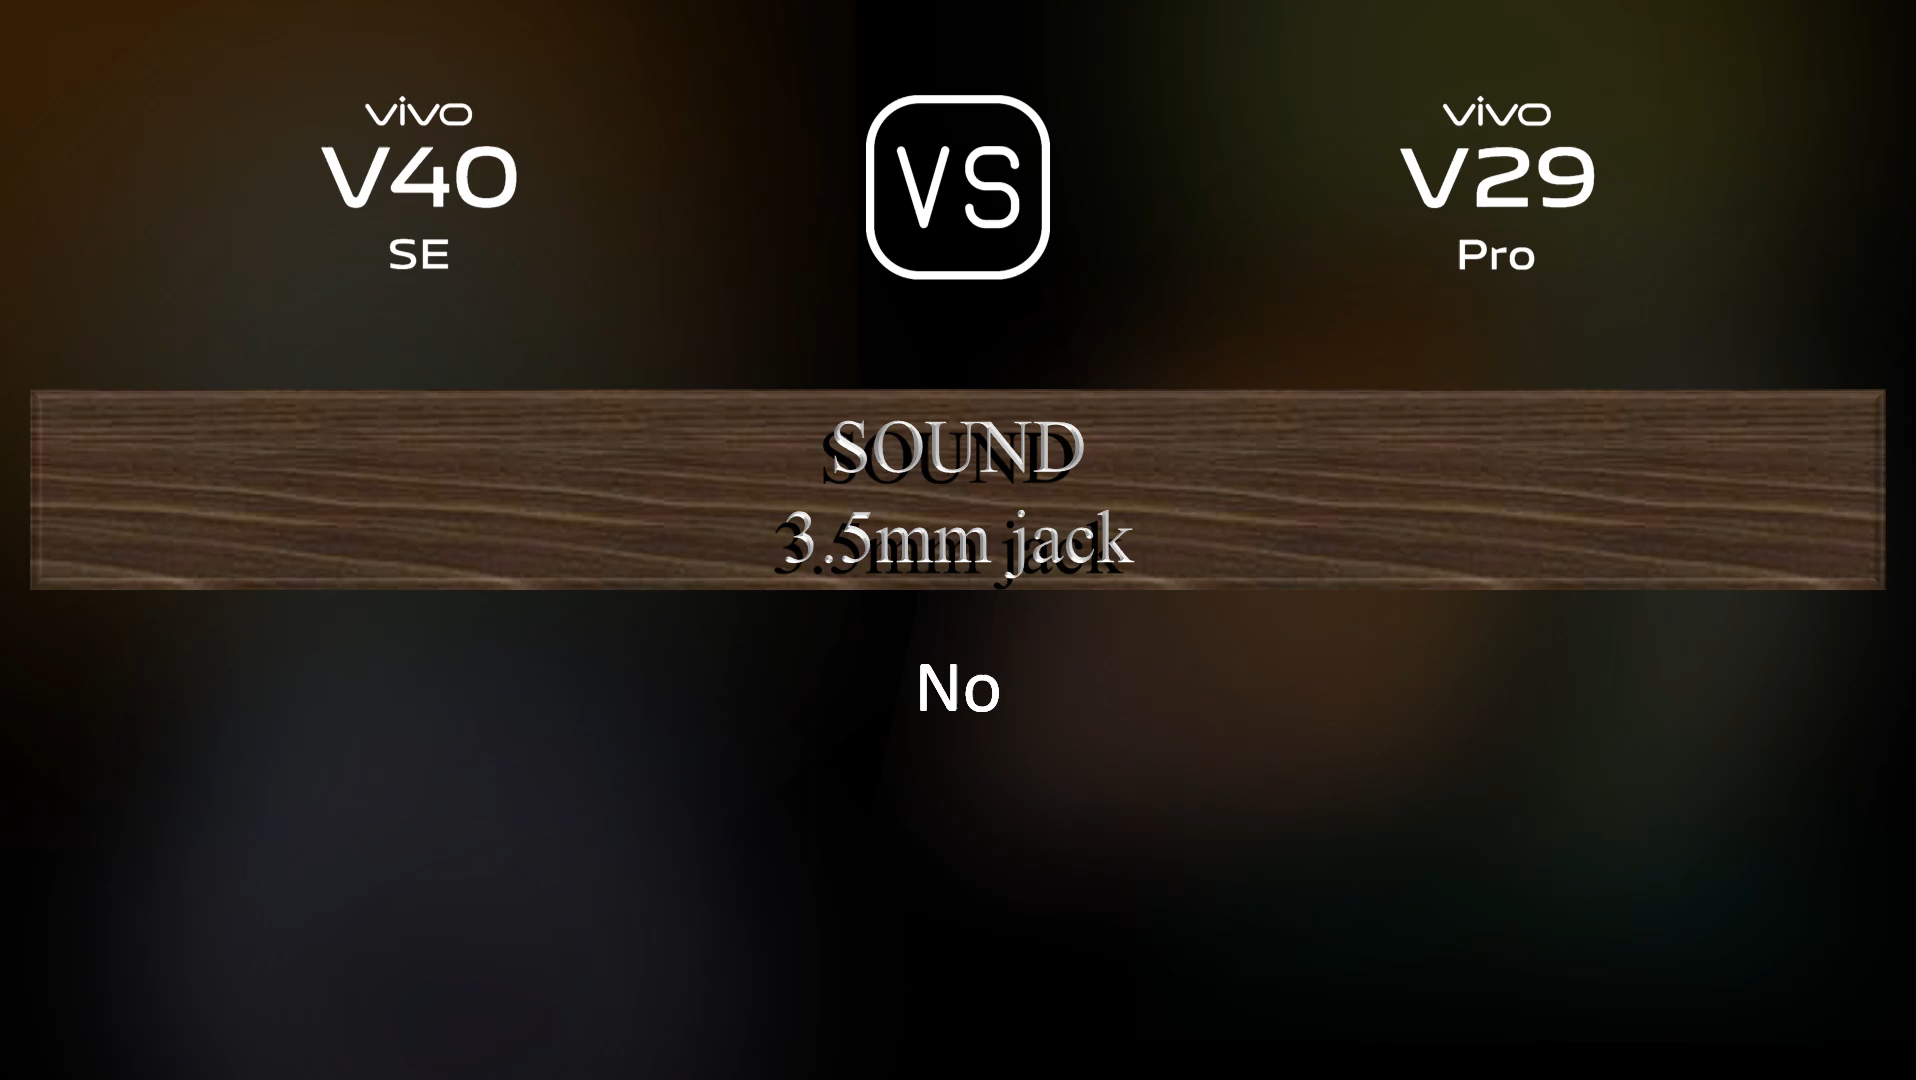 vivo
V40
SE
VS
vivo
V29
Pro
SOUND
3.5mm jack
No